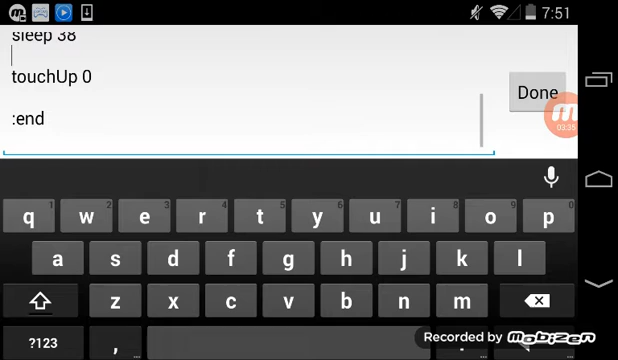 7:51
sleep 38
touchUp 0
Done
:end
03:35
q 1 w 2 e 3 r 4 t 5 y 6 u 7 i 8 o 9 p 0
a s d f g h j k l
z x c v b n m
?123 , .
Recorded by MOBIZEN